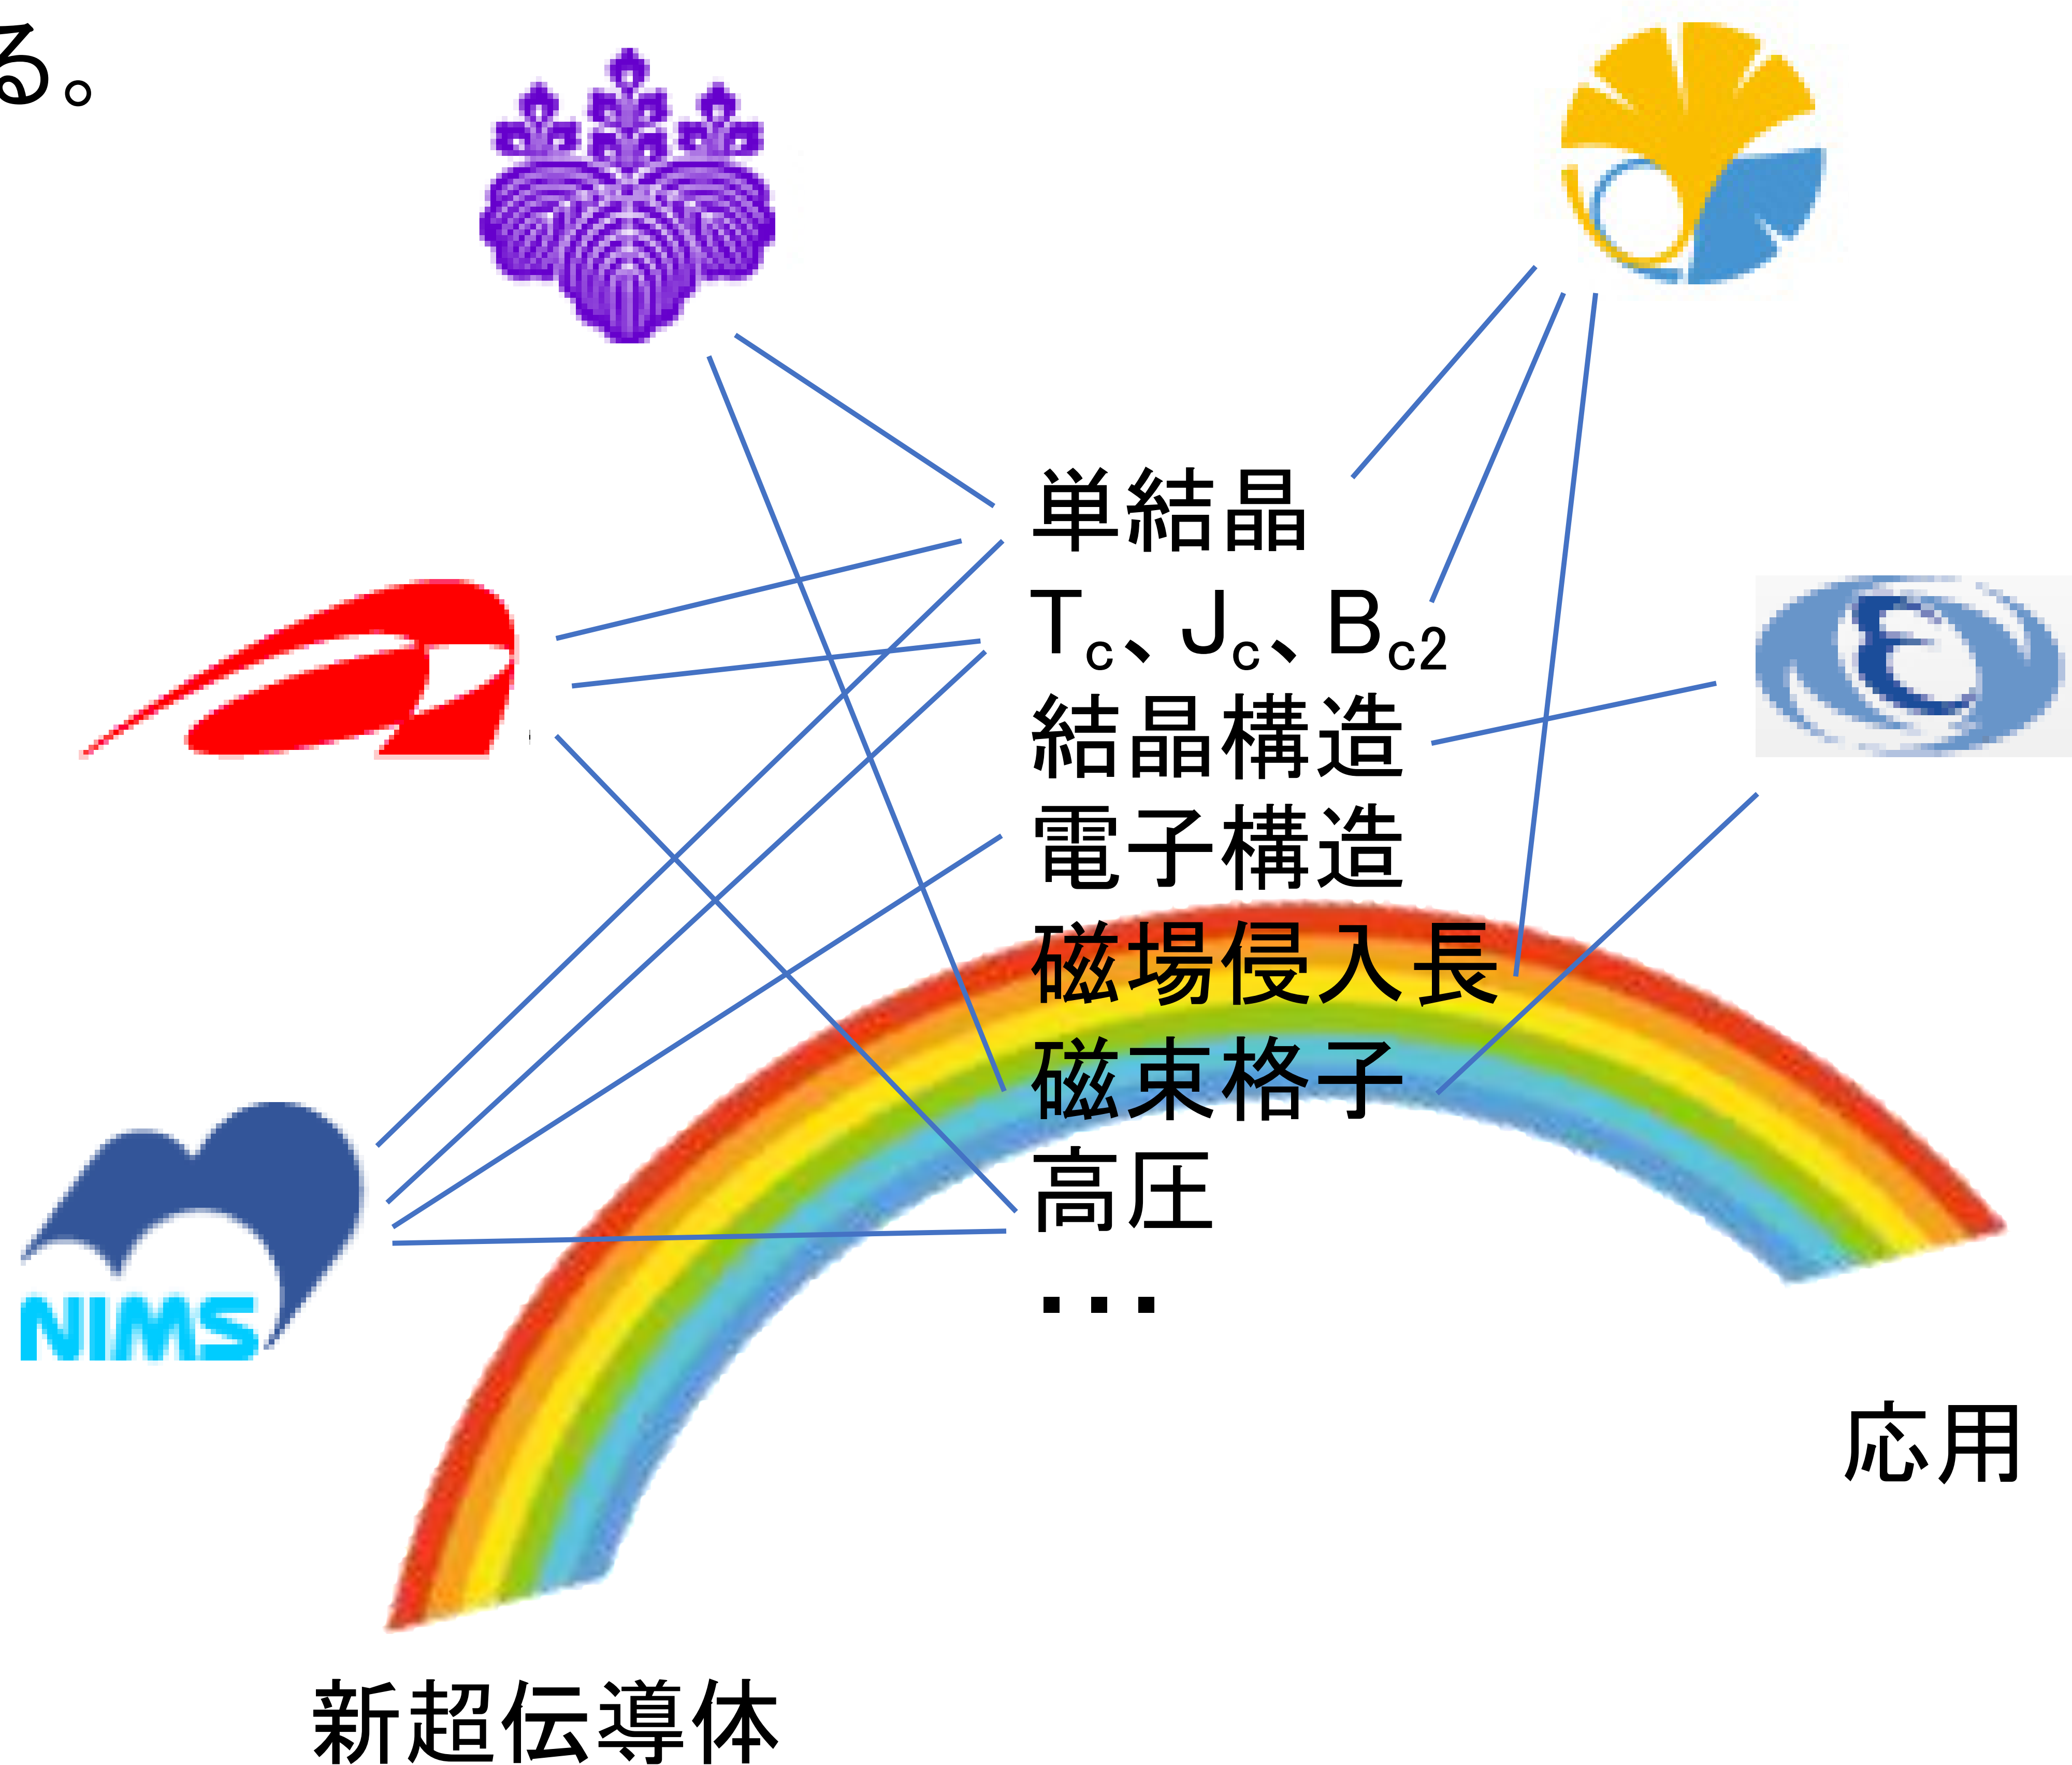 る。
単結晶
Tc、Jc、Bc2
結晶構造
電子構造
磁場侵入長
磁束格子
高圧
・・・
NIMS
応用
新超伝導体